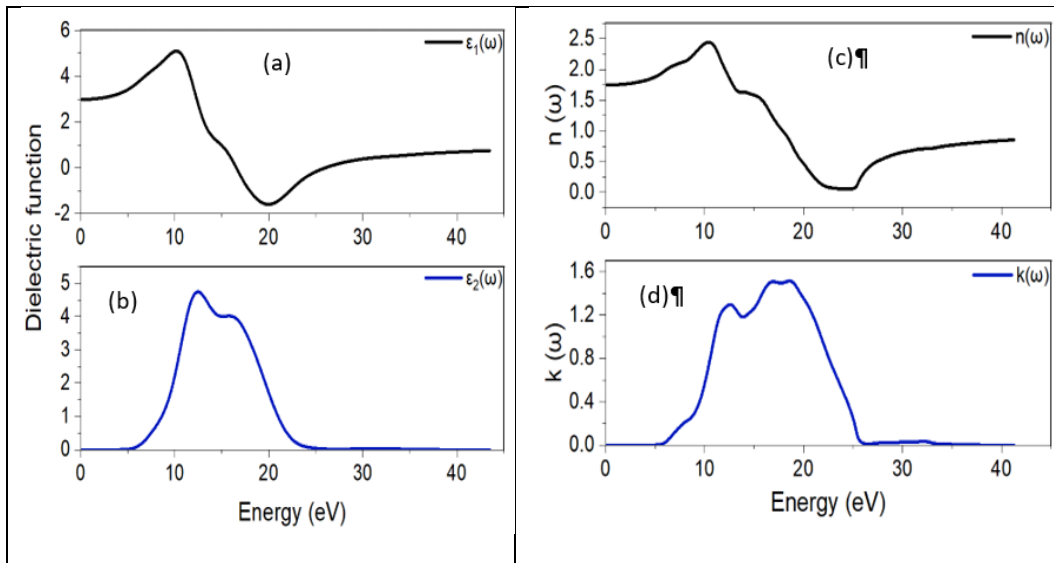 Dielectric function
6
4
2
0
-2
ε₁(ω)
(a)
0 10 20 30 40
5
4
3
2
1
0
ε₂(ω)
(b)
0 10 20 30 40
Energy (eV)
n (ω)
2.5
2.0
1.5
1.0
0.5
0.0
n(ω)
(c)¶
0 10 20 30 40
k (ω)
1.6
1.2
0.8
0.4
0.0
k(ω)
(d)¶
0 10 20 30 40
Energy (eV)